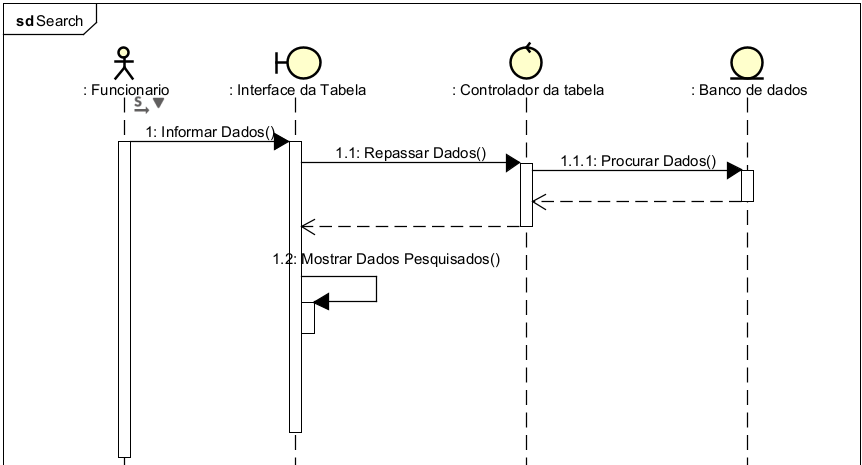 sd Search
: Funcionario
: Interface da Tabela
: Controlador da tabela
: Banco de dados
S
1: Informar Dados()
1.1: Repassar Dados()
1.1.1: Procurar Dados()
1.2: Mostrar Dados Pesquisados()